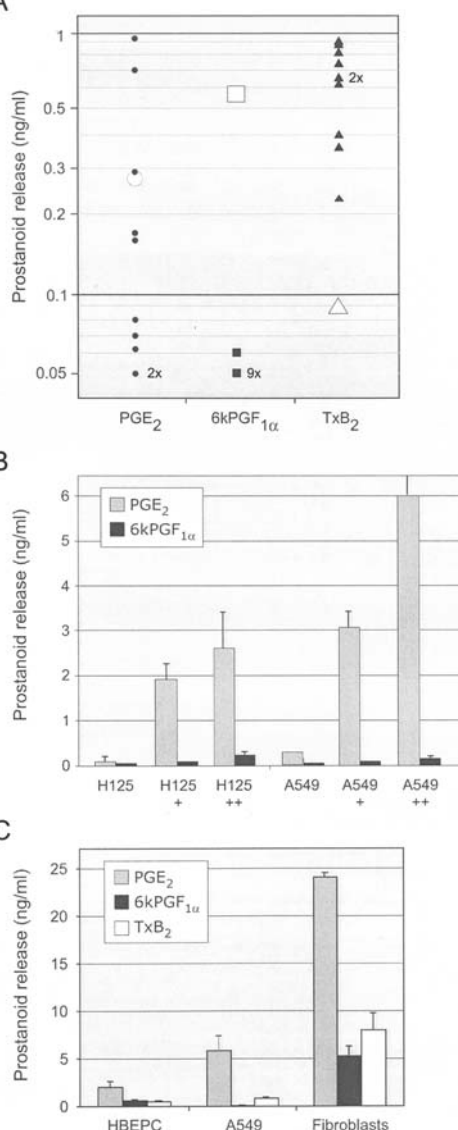 A
Prostanoid release (ng/ml)
1
0.5
0.3
0.2
0.1
0.05
2x
9x
2x
PGE2
6kPGF1α
TxB2
B
Prostanoid release (ng/ml)
6
5
4
3
2
1
0
PGE2
6kPGF1α
H125
H125
+
H125
++
A549
A549
+
A549
++
C
Prostanoid release (ng/ml)
25
20
15
10
5
0
PGE2
6kPGF1α
TxB2
HBEPC
A549
Fibroblasts